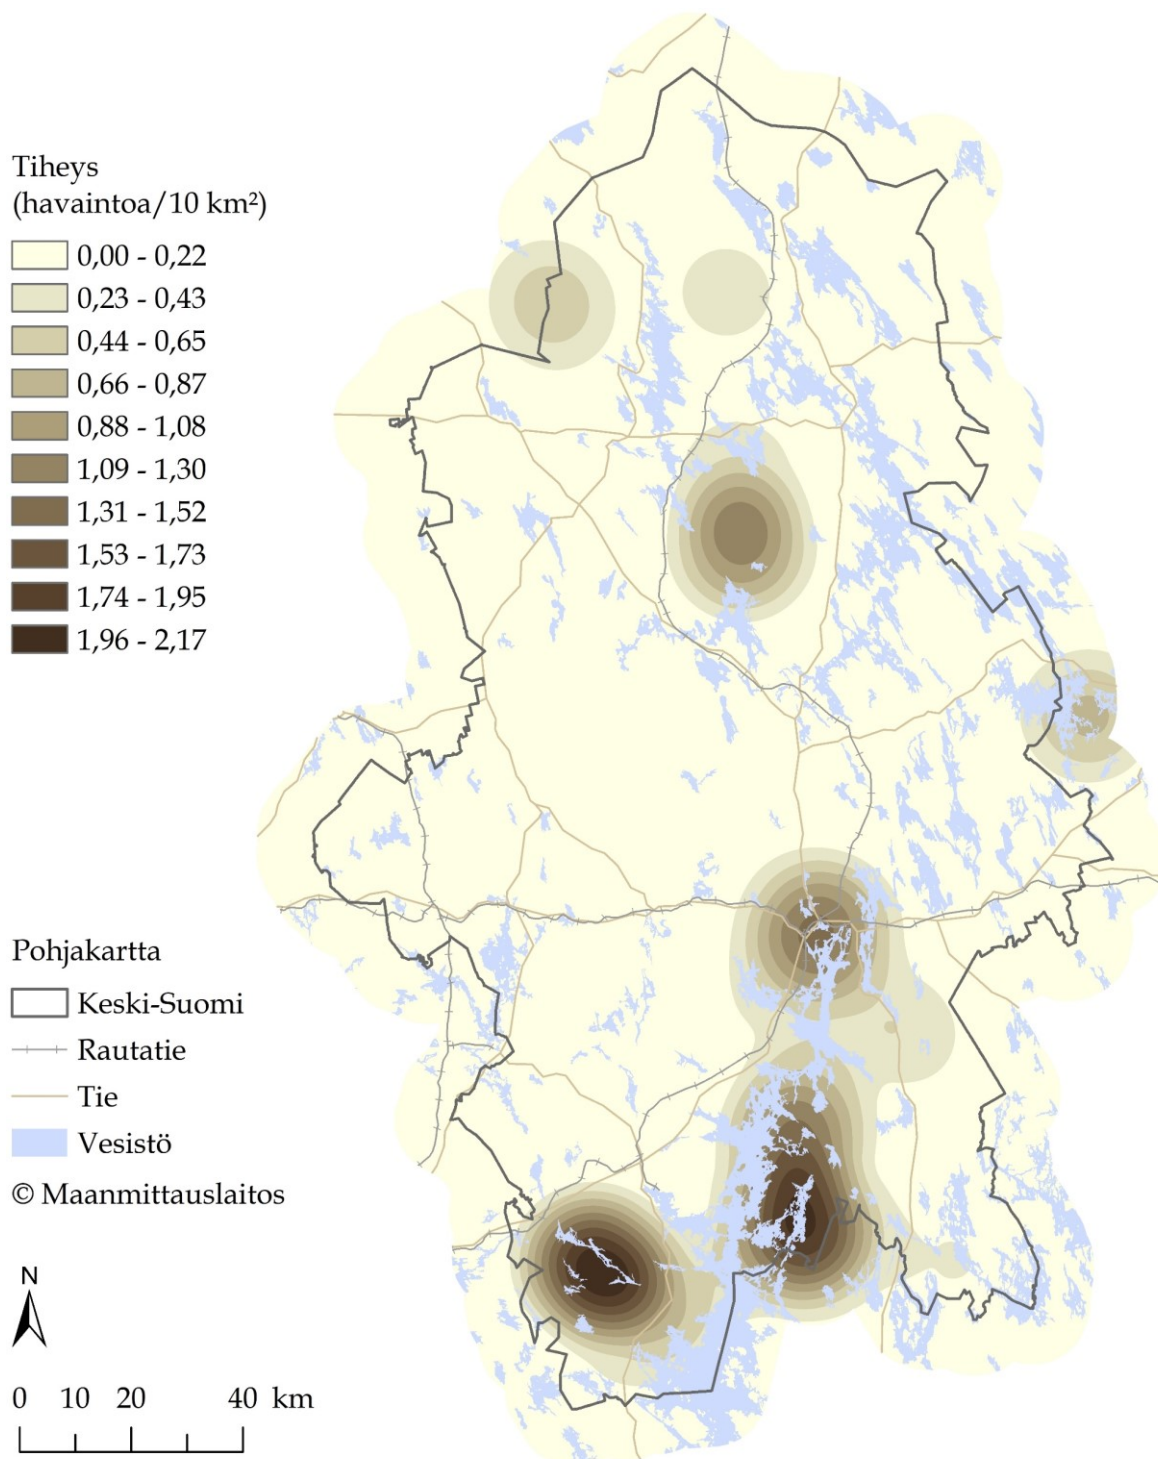 Tiheys
(havaintoa/10 km²)
0,00 - 0,22
0,23 - 0,43
0,44 - 0,65
0,66 - 0,87
0,88 - 1,08
1,09 - 1,30
1,31 - 1,52
1,53 - 1,73
1,74 - 1,95
1,96 - 2,17
Pohjakartta
Keski-Suomi
Rautatie
Tie
Vesistö
© Maanmittauslaitos
N
0 10 20 40 km